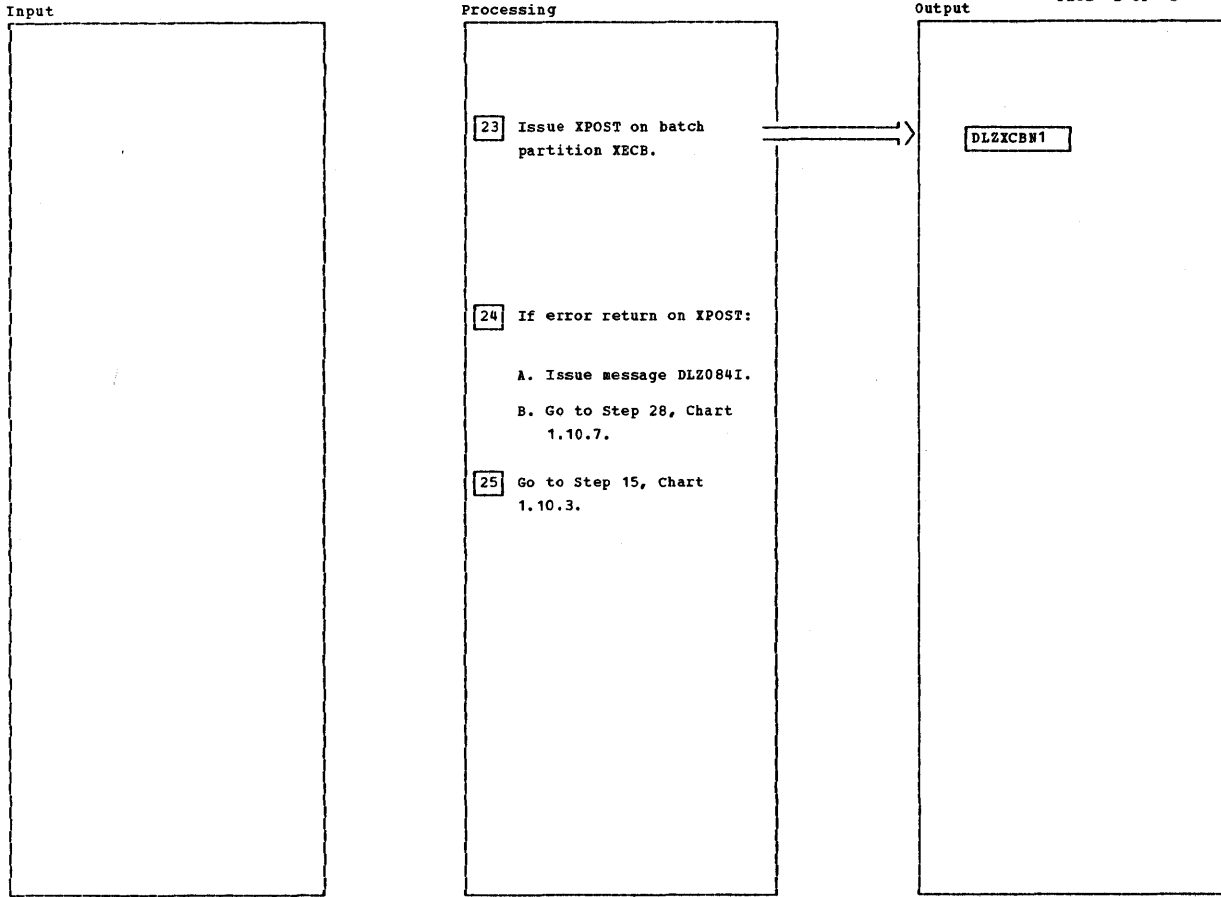 Input
Processing
Output
23 Issue XPOST on batch
partition XECB.
DLZXCBN1
24 If error return on XPOST:
A. Issue message DLZ084I.
B. Go to Step 28, Chart
1.10.7.
25 Go to Step 15, Chart
1.10.3.